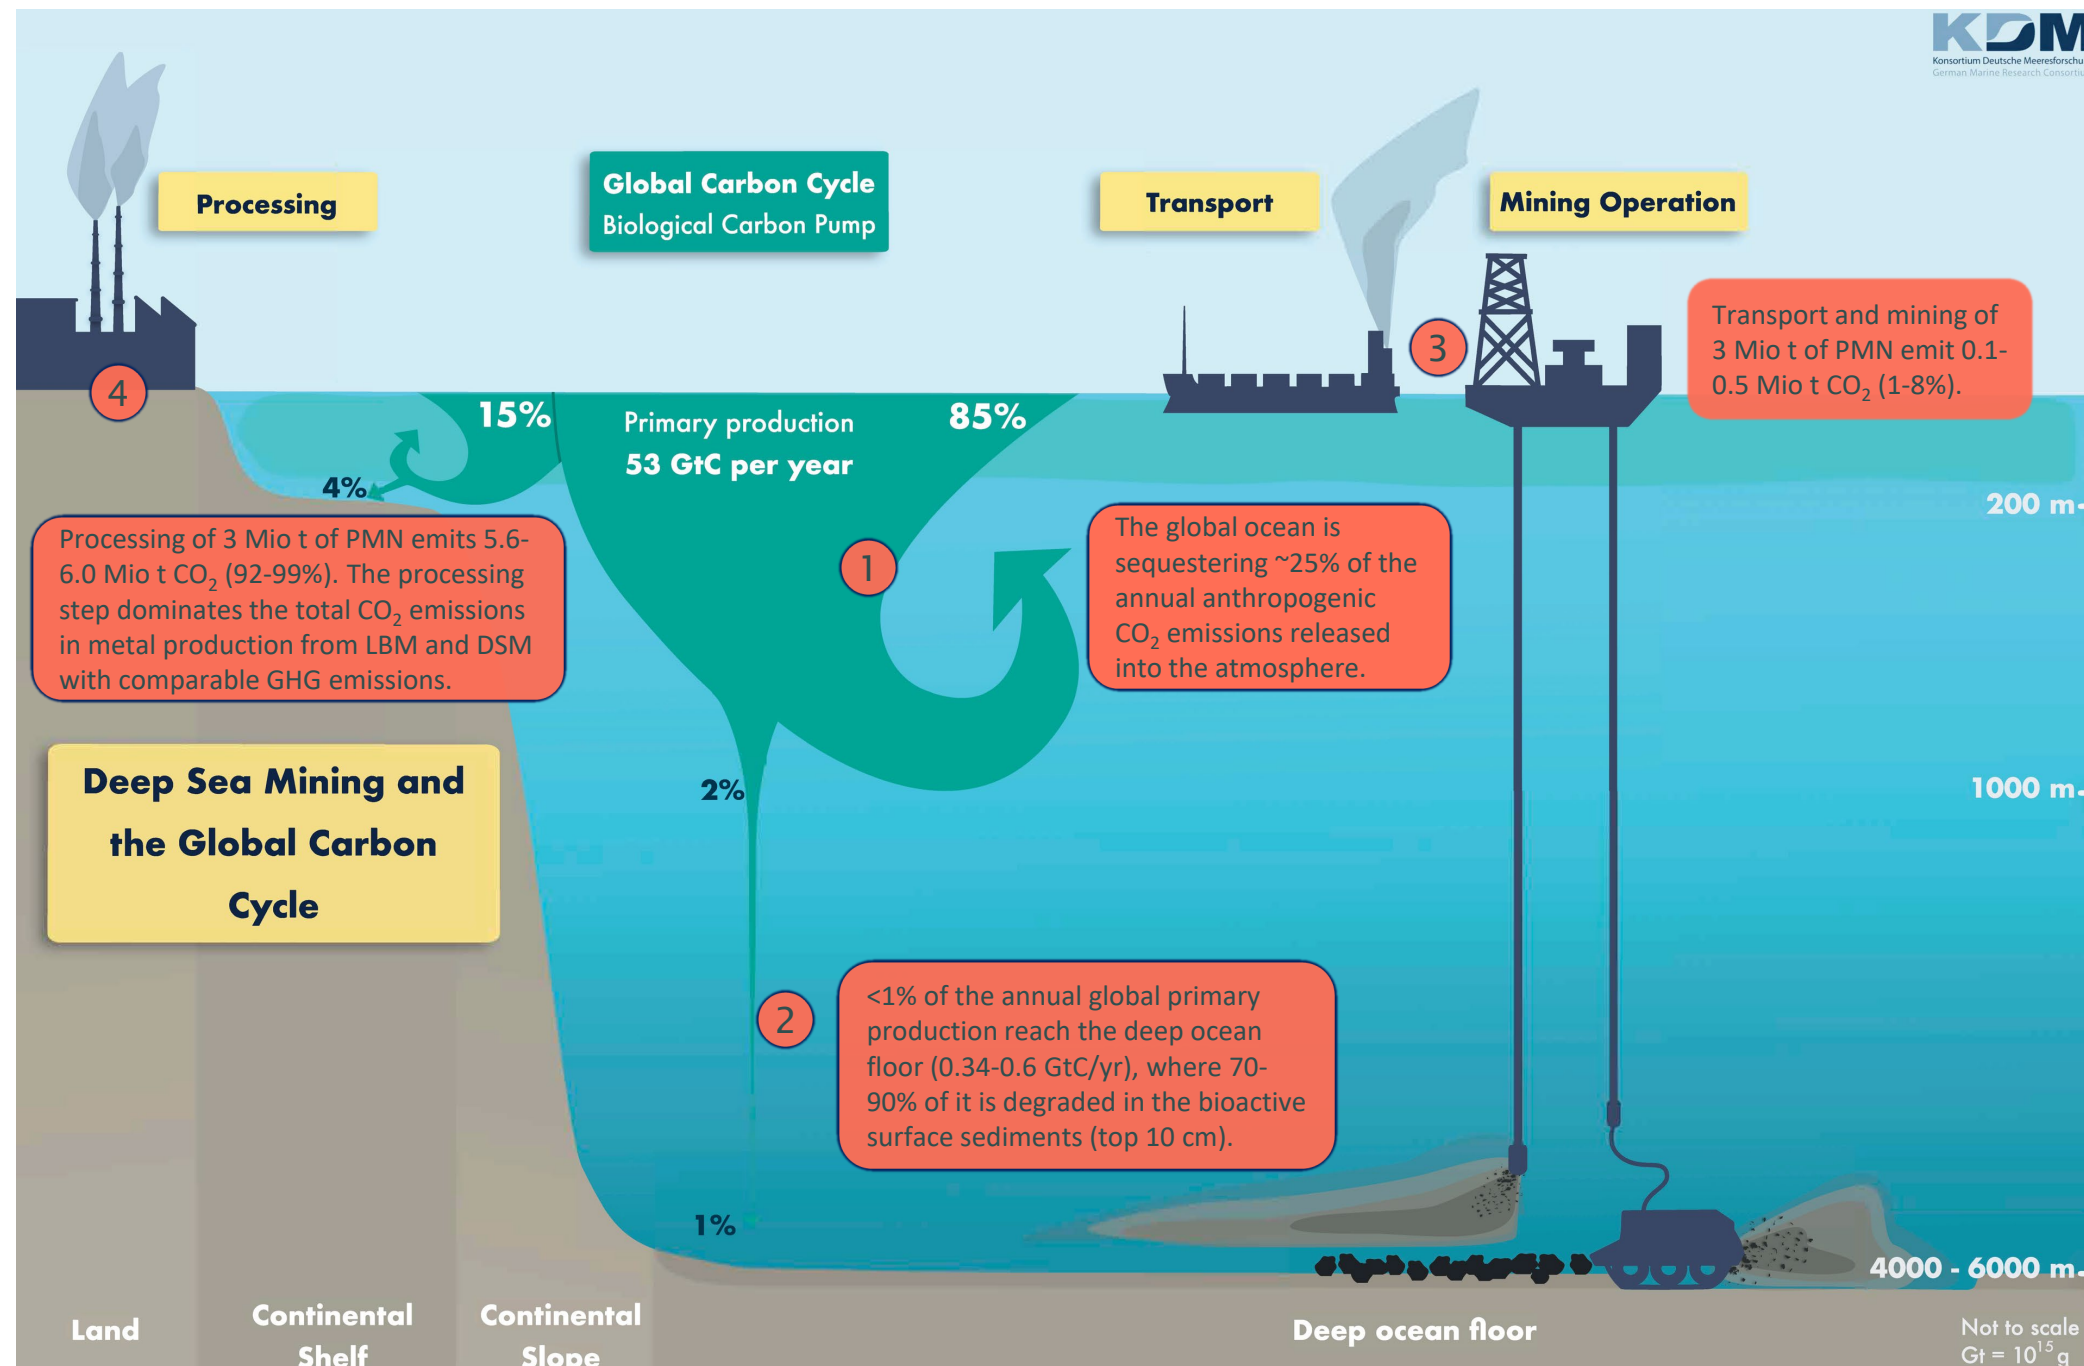 KDM
Konsortium Deutsche Meeresforschu
German Marine Research Consortiu
Processing
Global Carbon Cycle
Biological Carbon Pump
Transport
Mining Operation
Transport and mining of
3 Mio t of PMN emit 0.1-
0.5 Mio t CO₂ (1-8%).
3
4
15%
Primary production
53 GtC per year
85%
4%
200 m
Processing of 3 Mio t of PMN emits 5.6-
6.0 Mio t CO₂ (92-99%). The processing
step dominates the total CO₂ emissions
in metal production from LBM and DSM
with comparable GHG emissions.
1
The global ocean is
sequestering ~25% of the
annual anthropogenic
CO₂ emissions released
into the atmosphere.
Deep Sea Mining and
the Global Carbon
Cycle
2%
1000 m
2
<1% of the annual global primary
production reach the deep ocean
floor (0.34-0.6 GtC/yr), where 70-
90% of it is degraded in the bioactive
surface sediments (top 10 cm).
1%
4000 - 6000 m
Land
Continental
Shelf
Continental
Slope
Deep ocean floor
Not to scale
Gt = 10¹⁵ g